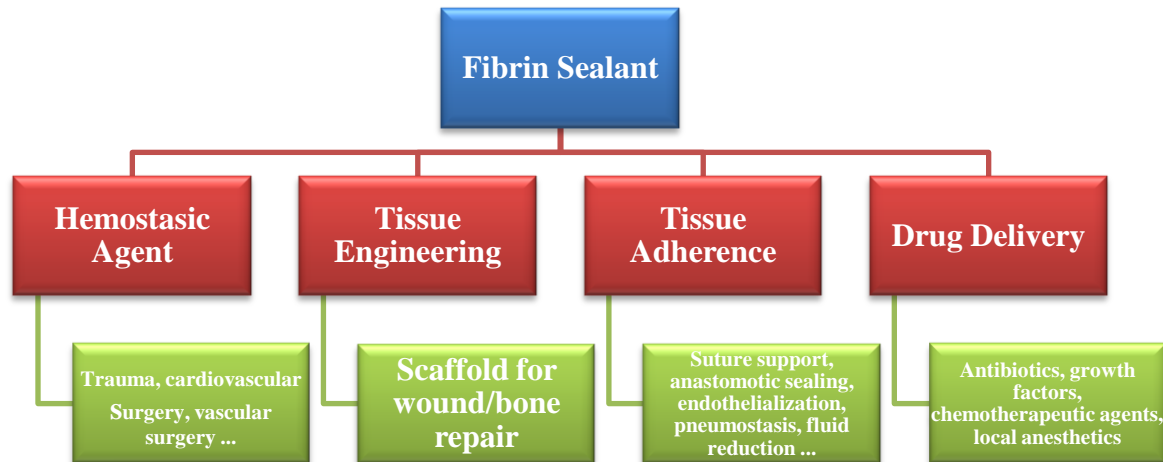 Fibrin Sealant
Hemostasic
Agent
Tissue
Engineering
Tissue
Adherence
Drug Delivery
Trauma, cardiovascular
Surgery, vascular
surgery ...
Scaffold for
wound/bone
repair
Suture support,
anastomotic sealing,
endothelialization,
pneumostasis, fluid
reduction ...
Antibiotics, growth
factors,
chemotherapeutic agents,
local anesthetics